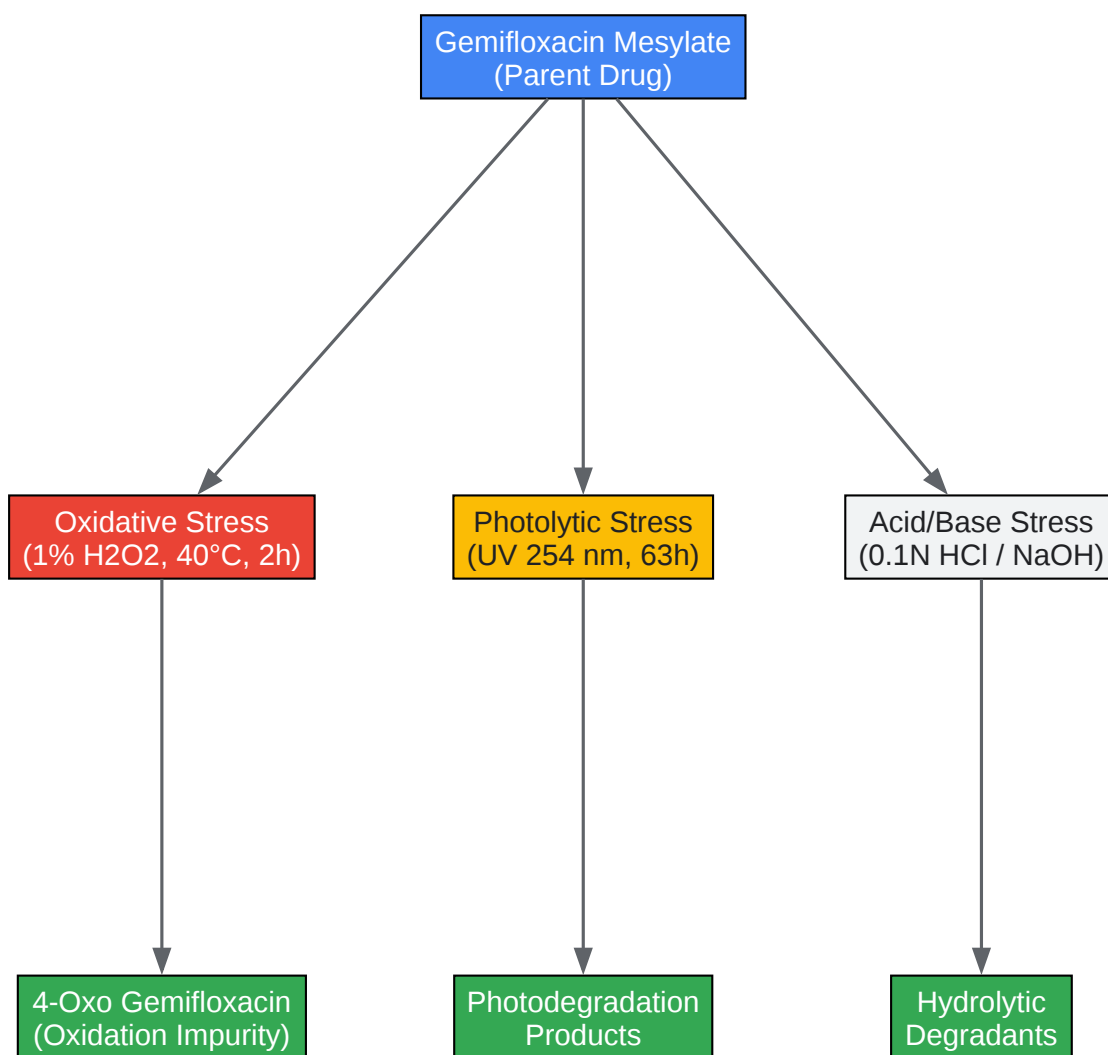 Gemifloxacin Mesylate
(Parent Drug)
Oxidative Stress
(1% H2O2, 40°C, 2h)
Photolytic Stress
(UV 254 nm, 63h)
Acid/Base Stress
(0.1N HCl / NaOH)
4-Oxo Gemifloxacin
(Oxidation Impurity)
Photodegradation
Products
Hydrolytic
Degradants